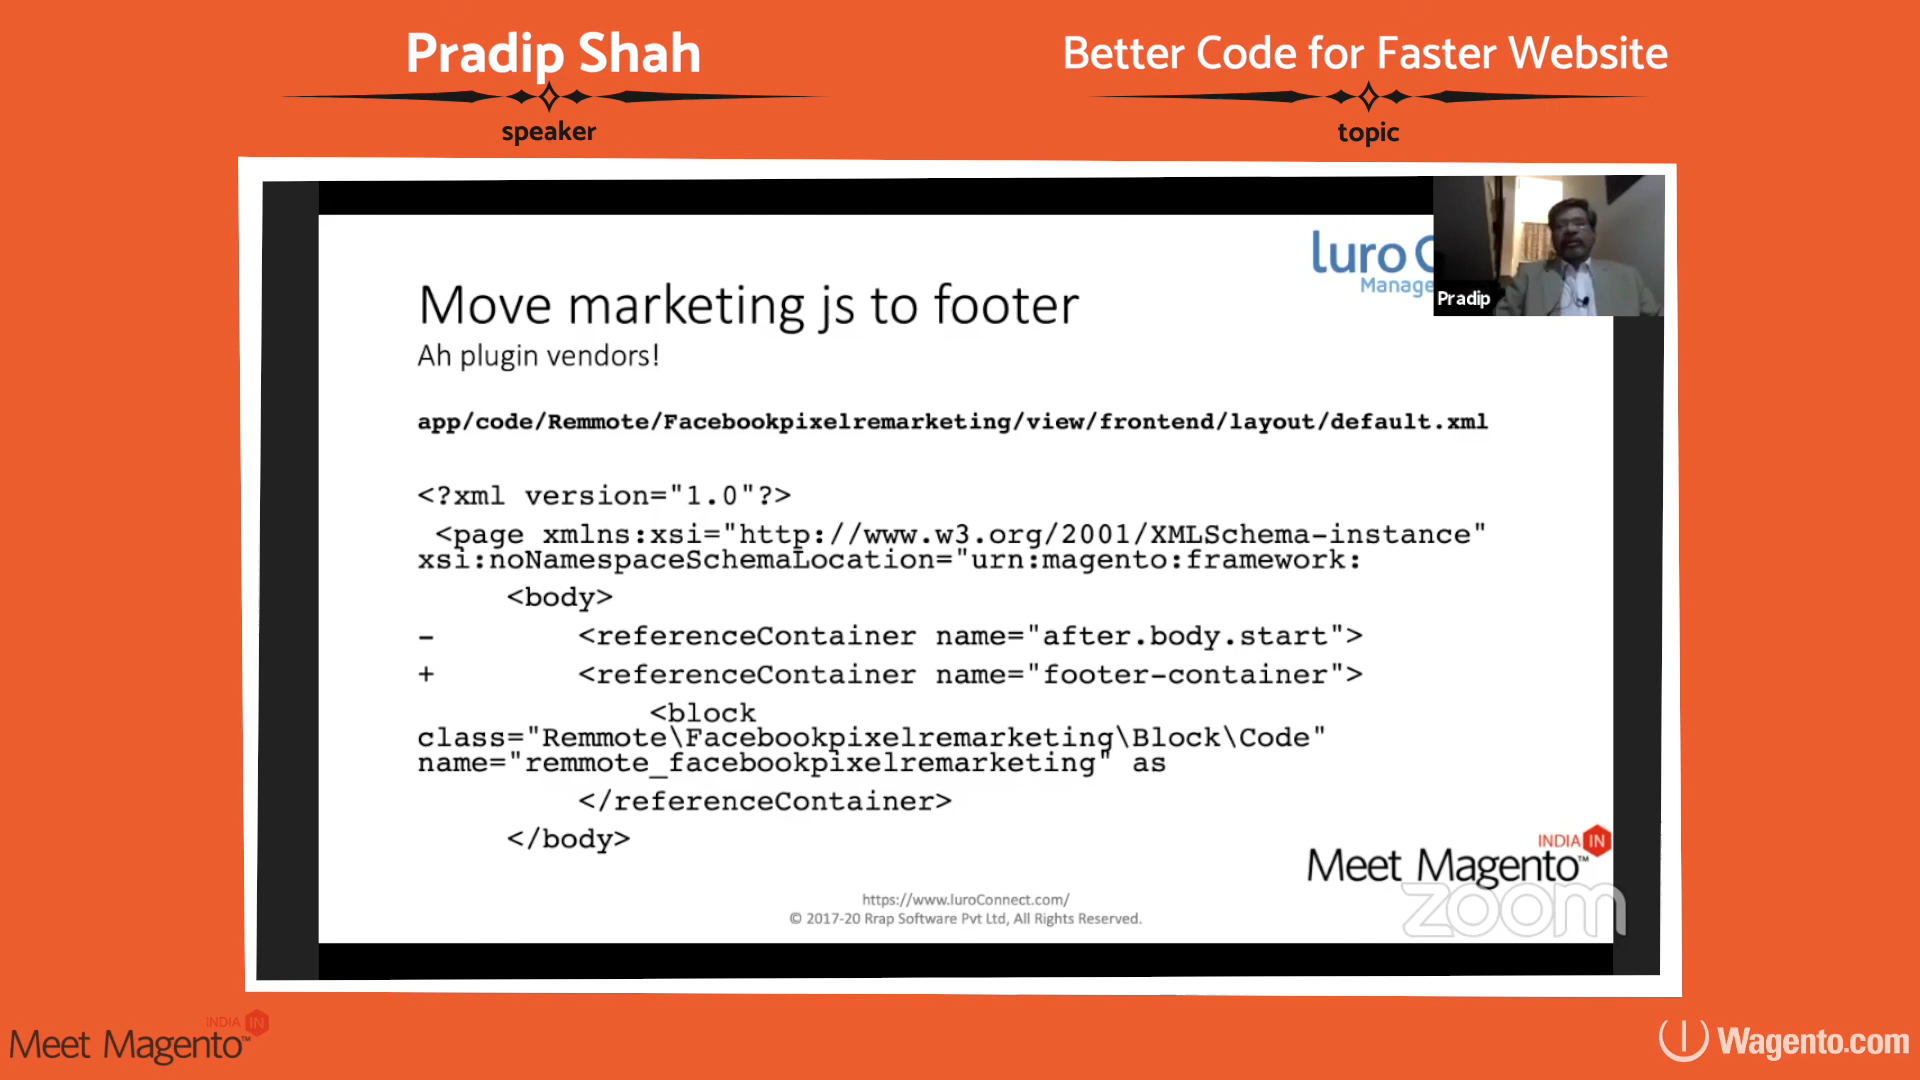 Pradip Shah
speaker
Better Code for Faster Website
topic
luro C
Manage
Pradip
Move marketing js to footer
Ah plugin vendors!
app/code/Remmote/Facebookpixelremarketing/view/frontend/layout/default.xml
<?xml version="1.0"?>
<page xmlns:xsi="http://www.w3.org/2001/XMLSchema-instance"
xsi:noNamespaceSchemaLocation="urn:magento:framework:
<body>
- <referenceContainer name="after.body.start">
+ <referenceContainer name="footer-container">
<block
class="Remmote\Facebookpixelremarketing\Block\Code"
name="remmote_facebookpixelremarketing" as
</referenceContainer>
</body>
INDIA IN
Meet Magento™
zoom
https://www.luroConnect.com/
© 2017-20 Rrap Software Pvt Ltd, All Rights Reserved.
INDIA IN
Meet Magento™
Wagento.com